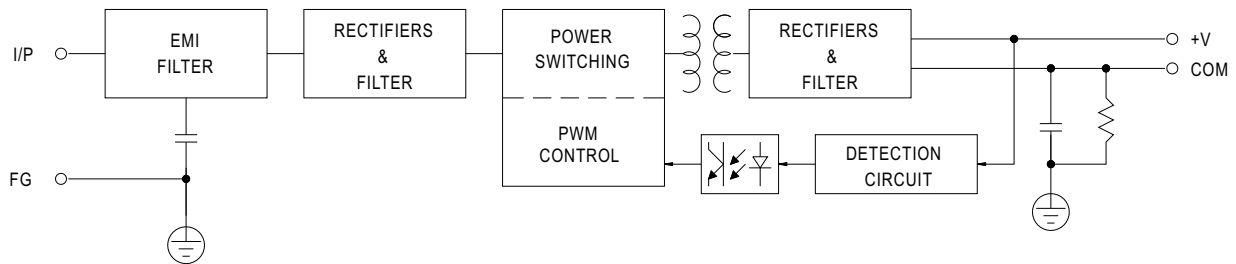 I/P
EMI
FILTER
RECTIFIERS
&
FILTER
POWER
SWITCHING
PWM
CONTROL
RECTIFIERS
&
FILTER
+V
COM
DETECTION
CIRCUIT
FG